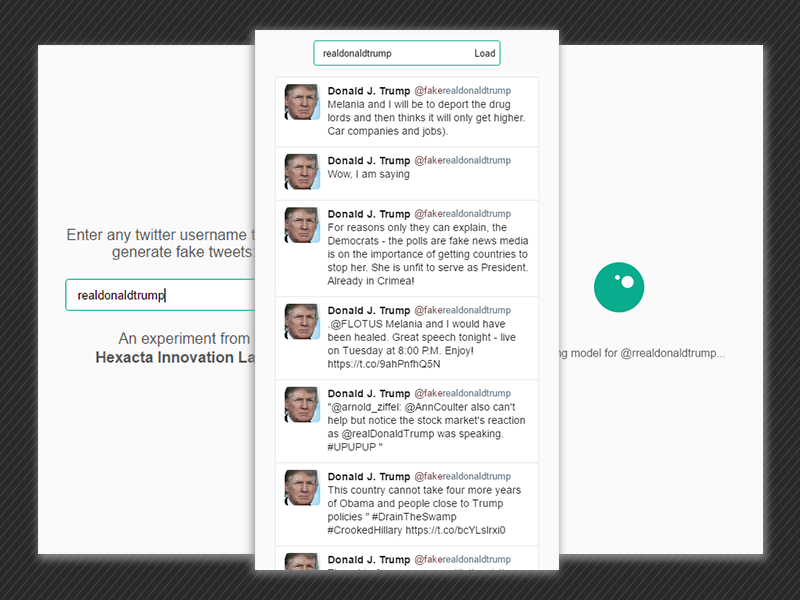 Enter any twitter username t
generate fake tweets:
realdonaldtrump
An experiment from
Hexacta Innovation La
realdonaldtrump Load
Donald J. Trump @fakerealdonaldtrump
Melania and I will be to deport the drug
lords and then thinks it will only get higher.
Car companies and jobs).
Donald J. Trump @fakerealdonaldtrump
Wow, I am saying
Donald J. Trump @fakerealdonaldtrump
For reasons only they can explain, the
Democrats - the polls are fake news media
is on the importance of getting countries to
stop her. She is unfit to serve as President.
Already in Crimea!
Donald J. Trump @fakerealdonaldtrump
.@FLOTUS Melania and I would have
been healed. Great speech tonight - live
on Tuesday at 8:00 P.M. Enjoy!
https://t.co/9ahPnfhQ5N
Donald J. Trump @fakerealdonaldtrump
"@arnold_ziffel: @AnnCoulter also can't
help but notice the stock market's reaction
as @realDonaldTrump was speaking.
#UPUPUP "
Donald J. Trump @fakerealdonaldtrump
This country cannot take four more years
of Obama and people close to Trump
policies " #DrainTheSwamp
#CrookedHillary https://t.co/bcYLsIrxi0
Donald J. Trump @fakerealdonaldtrump
ng model for @rrealdonaldtrump...